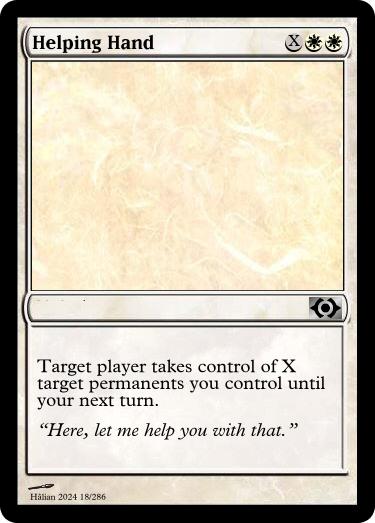 Helping Hand X
Target player takes control of X
target permanents you control until
your next turn.
“Here, let me help you with that.”
Hálian 2024 18/286